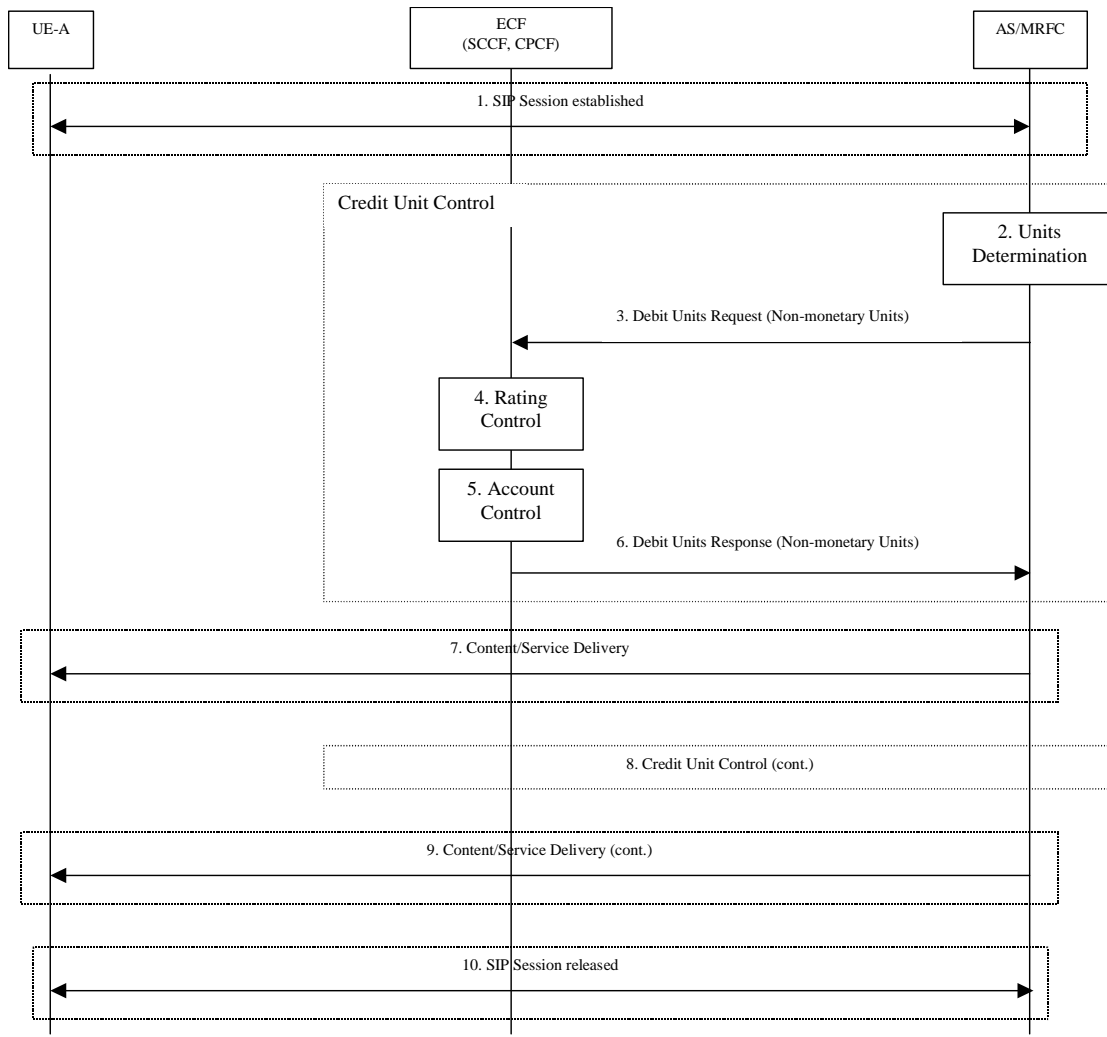 UE-A
ECF
(SCCF, CPCF)
AS/MRFC
1. SIP Session established
Credit Unit Control
2. Units
Determination
3. Debit Units Request (Non-monetary Units)
4. Rating
Control
5. Account
Control
6. Debit Units Response (Non-monetary Units)
7. Content/Service Delivery
8. Credit Unit Control (cont.)
9. Content/Service Delivery (cont.)
10. SIP Session released